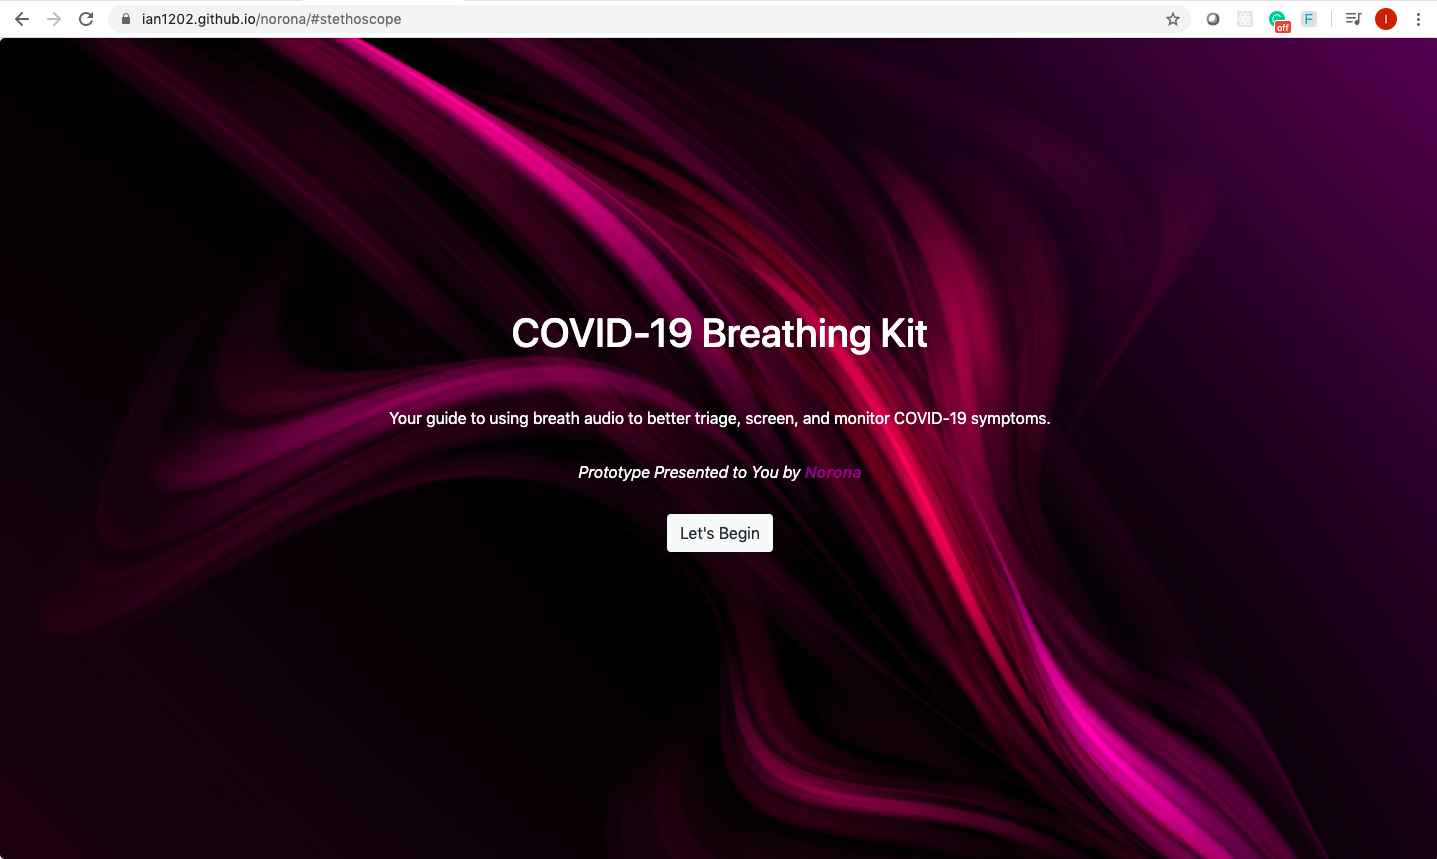 ian1202.github.io/norona/#stethoscope
off
F
I
COVID-19 Breathing Kit
Your guide to using breath audio to better triage, screen, and monitor COVID-19 symptoms.
Prototype Presented to You by Norona
Let's Begin